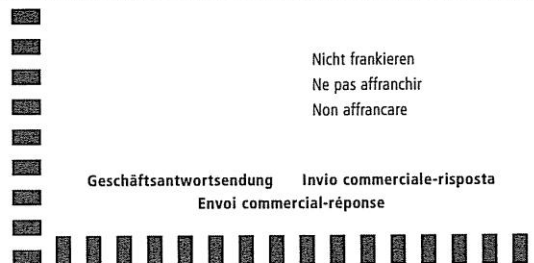 Nicht frankieren
Ne pas affranchir
Non affrancare
Geschäftsantwortsendung Invio commerciale-risposta
Envoi commercial-réponse